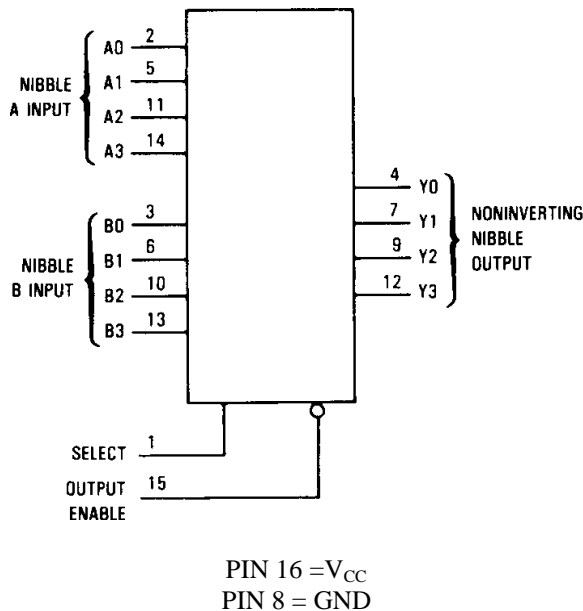 NIBBLE
A INPUT
A0 2
A1 5
A2 11
A3 14
NIBBLE
B INPUT
B0 3
B1 6
B2 10
B3 13
4 Y0
7 Y1
9 Y2
12 Y3
NONINVERTING
NIBBLE
OUTPUT
SELECT 1
OUTPUT 15
ENABLE
PIN 16 =VCC
PIN 8 = GND